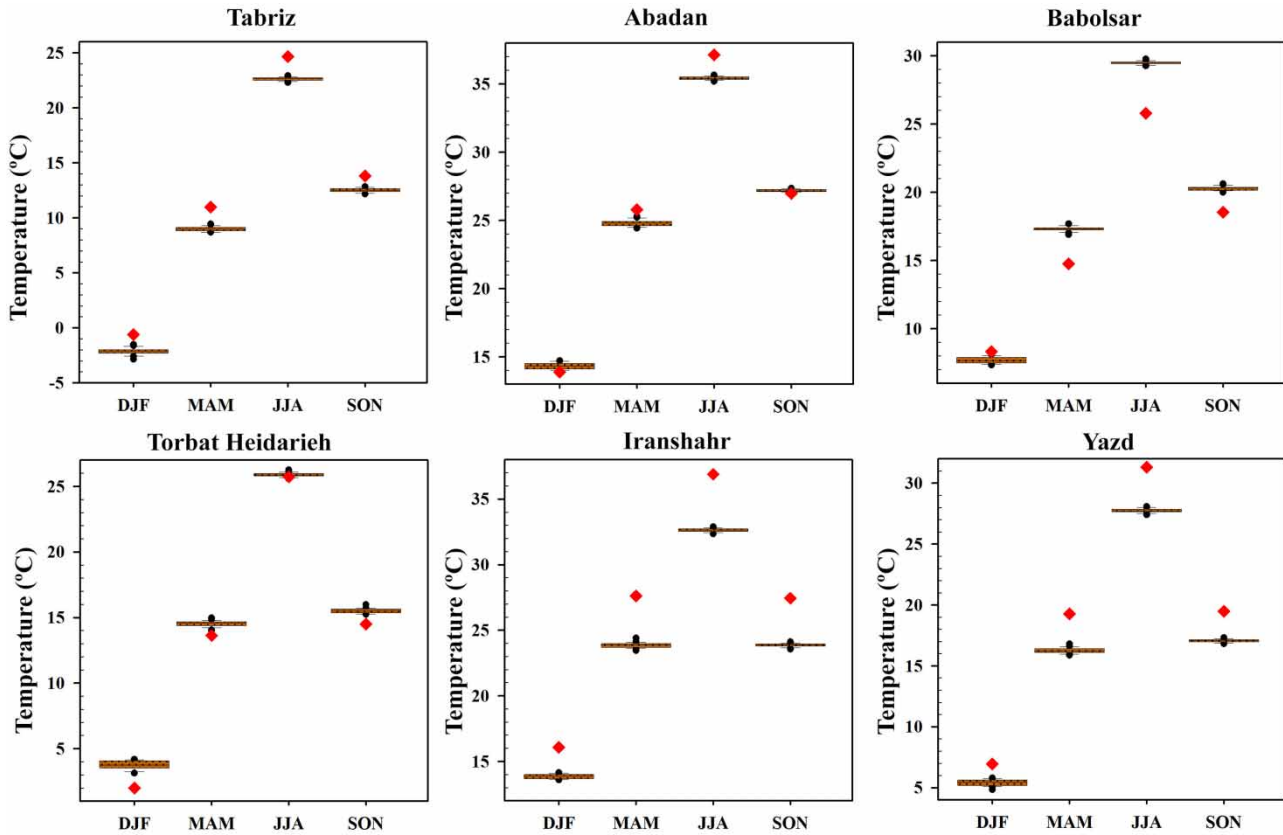 Tabriz
Temperature (ºC)
25
20
15
10
5
0
-5
DJF MAM JJA SON
Abadan
Temperature (ºC)
35
30
25
20
15
DJF MAM JJA SON
Babolsar
Temperature (ºC)
30
25
20
15
10
DJF MAM JJA SON
Torbat Heidarieh
Temperature (ºC)
25
20
15
10
5
DJF MAM JJA SON
Iranshahr
Temperature (ºC)
35
30
25
20
15
DJF MAM JJA SON
Yazd
Temperature (ºC)
30
25
20
15
10
5
DJF MAM JJA SON